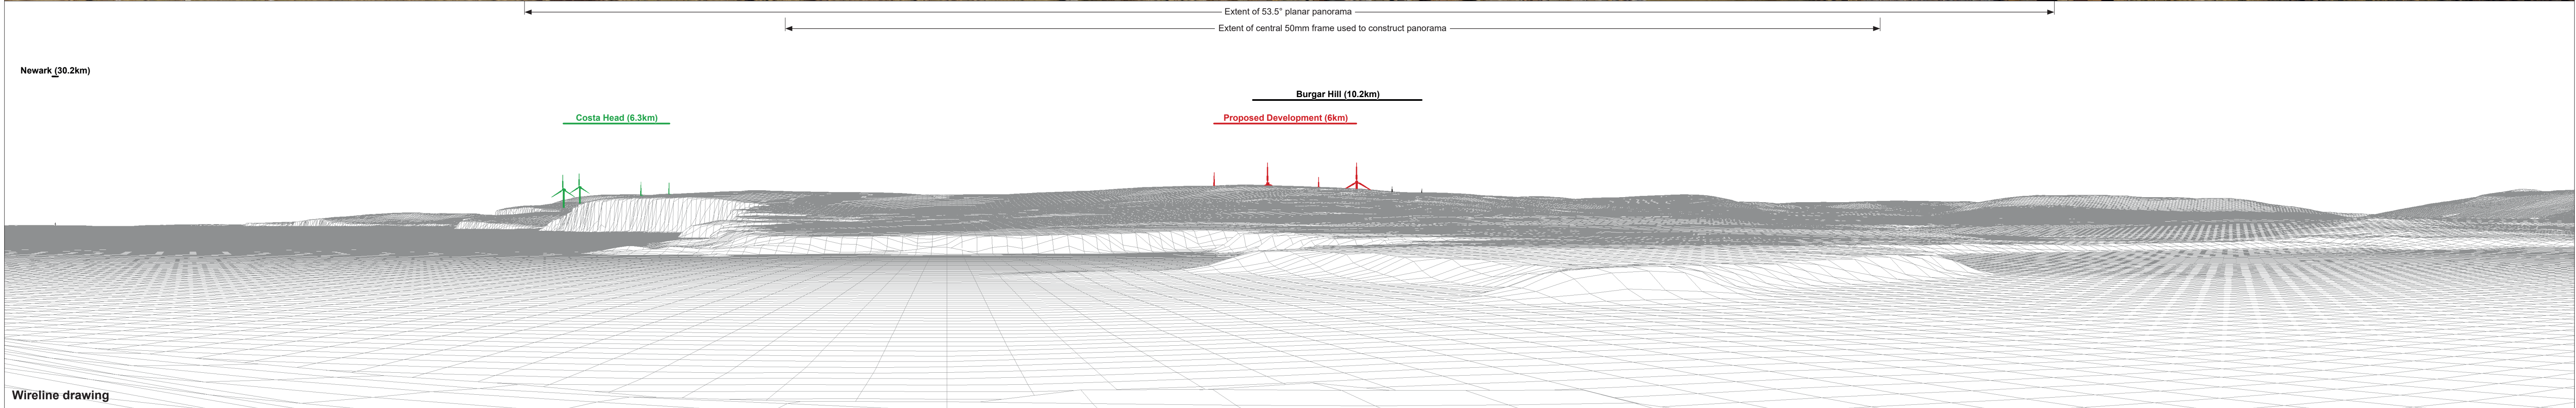 Extent of 53.5° planar panorama
Extent of central 50mm frame used to construct panorama
Newark (30.2km)
Burgar Hill (10.2km)
Costa Head (6.3km)
Proposed Development (6km)
Wireline drawing